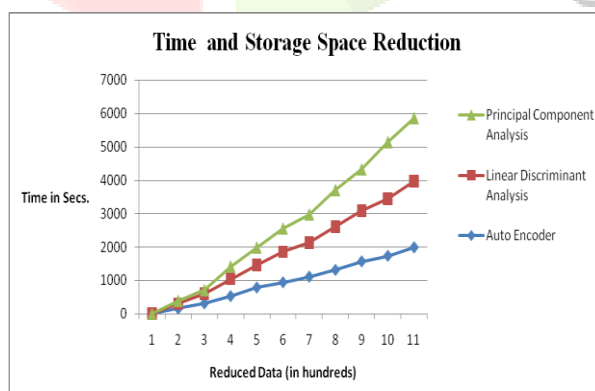 Time and Storage Space Reduction
7000
6000
5000
4000
3000
2000
1000
0
Time in Secs.
1 2 3 4 5 6 7 8 9 10 11
Reduced Data (in hundreds)
Principal Component
Analysis
Linear Discriminant
Analysis
Auto Encoder